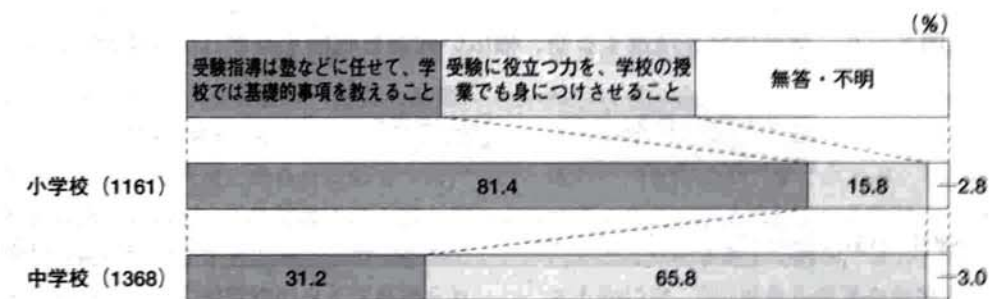 (%)
受験指導は塾などに任せて、学
校では基礎的事項を教えること
受験に役立つ力を、学校の授
業でも身につけさせること
無答・不明
小学校（1161）
81.4
15.8
2.8
中学校（1368）
31.2
65.8
3.0